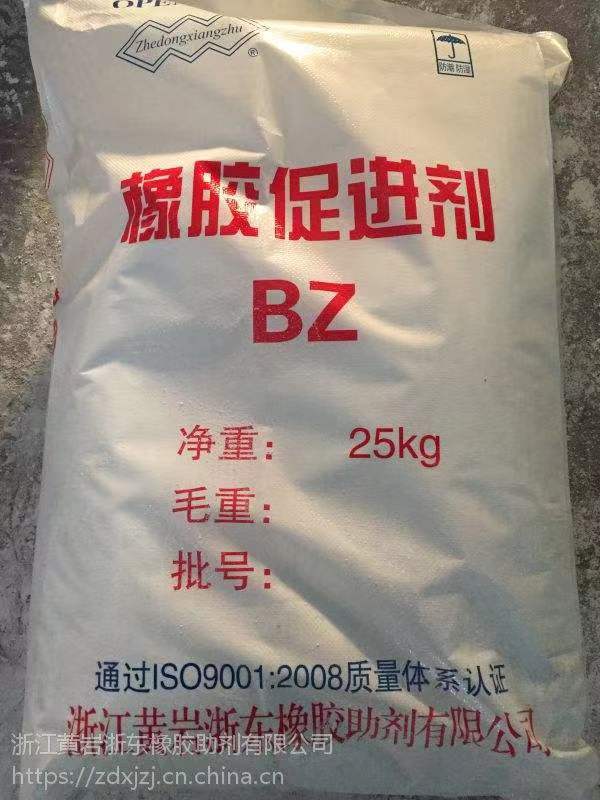 Zhedongxiangzhu
®
防潮 防湿
橡胶促进剂
BZ
净重： 25kg
毛重：
批号：
通过ISO9001:2008质量体系认证
浙江黄岩浙东橡胶助剂有限公司
浙江黄岩浙东橡胶助剂有限公司
https://zdxjzj.cn.china.cn